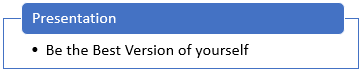 Presentation
• Be the Best Version of yourself